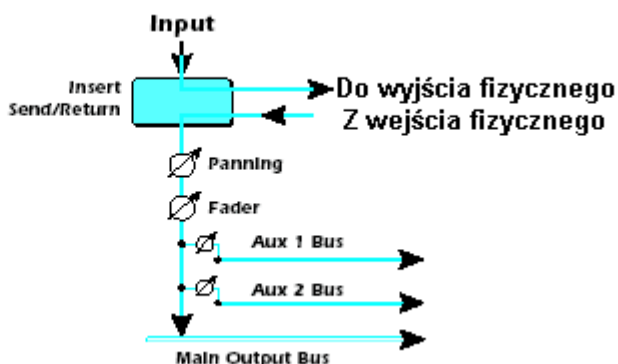 Input
Insert
Send/Return
Do wyjścia fizycznego
Z wejścia fizycznego
Panning
Fader
Aux 1 Bus
Aux 2 Bus
Main Output Bus